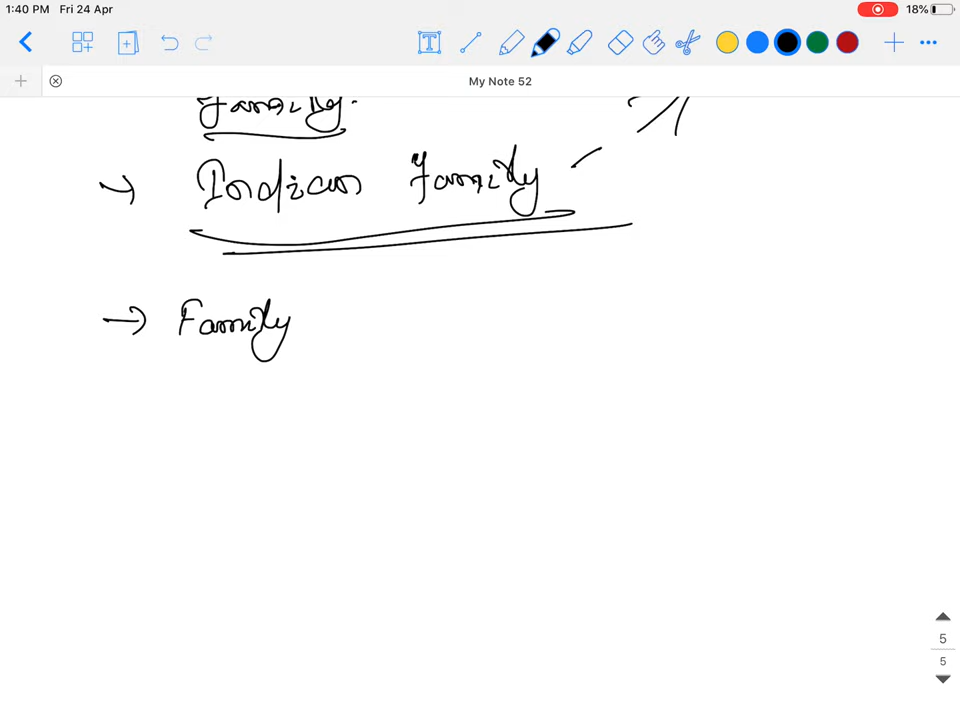 1:40 PM Fri 24 Apr 18%
My Note 52
Family.
→ Indian Family
→ Family
5
5